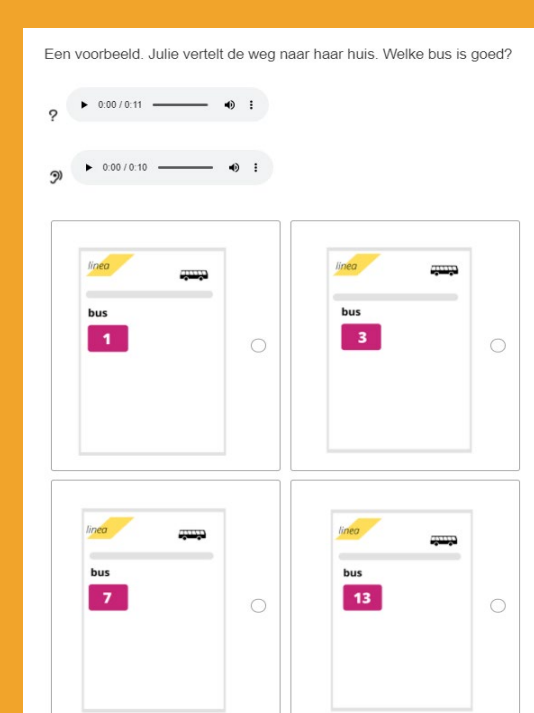 Een voorbeeld. Julie vertelt de weg naar haar huis. Welke bus is goed?
?
0:00 / 0:11
0:00 / 0:10
linea
bus
1
linea
bus
3
linea
bus
7
linea
bus
13